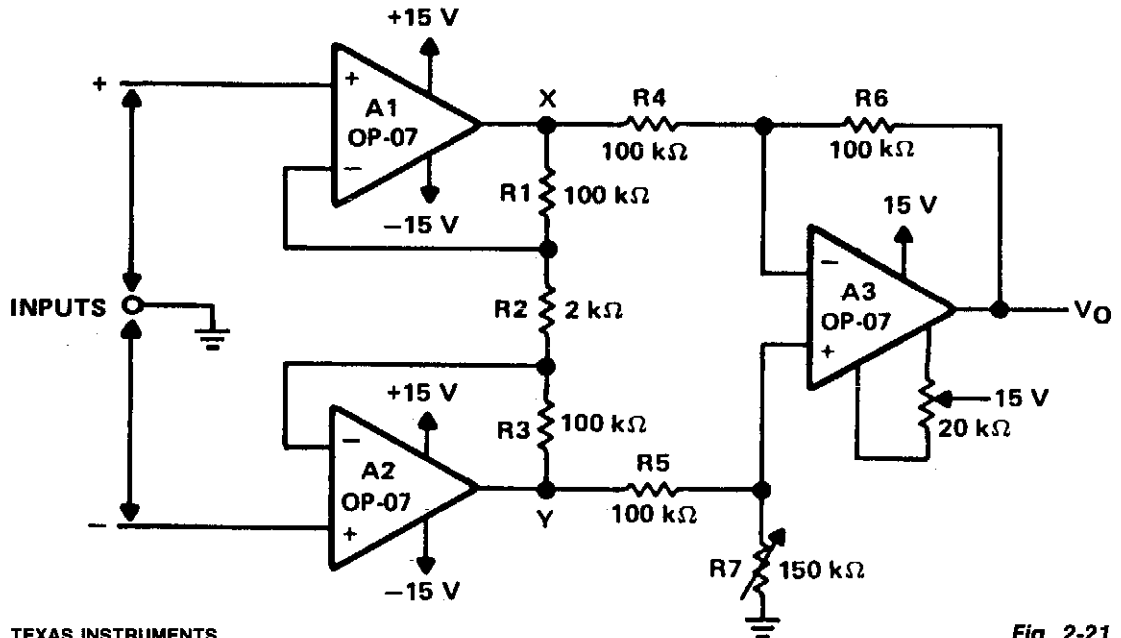 +15 V
+
+
A1
OP-07
−
−15 V
X
R4
100 kΩ
R6
100 kΩ
R1
100 kΩ
15 V
−
A3
OP-07
+
VO
INPUTS
R2
2 kΩ
15 V
20 kΩ
+15 V
R3
100 kΩ
−
A2
OP-07
+
−
−15 V
R5
100 kΩ
Y
R7
150 kΩ
TEXAS INSTRUMENTS
Fig. 2-21